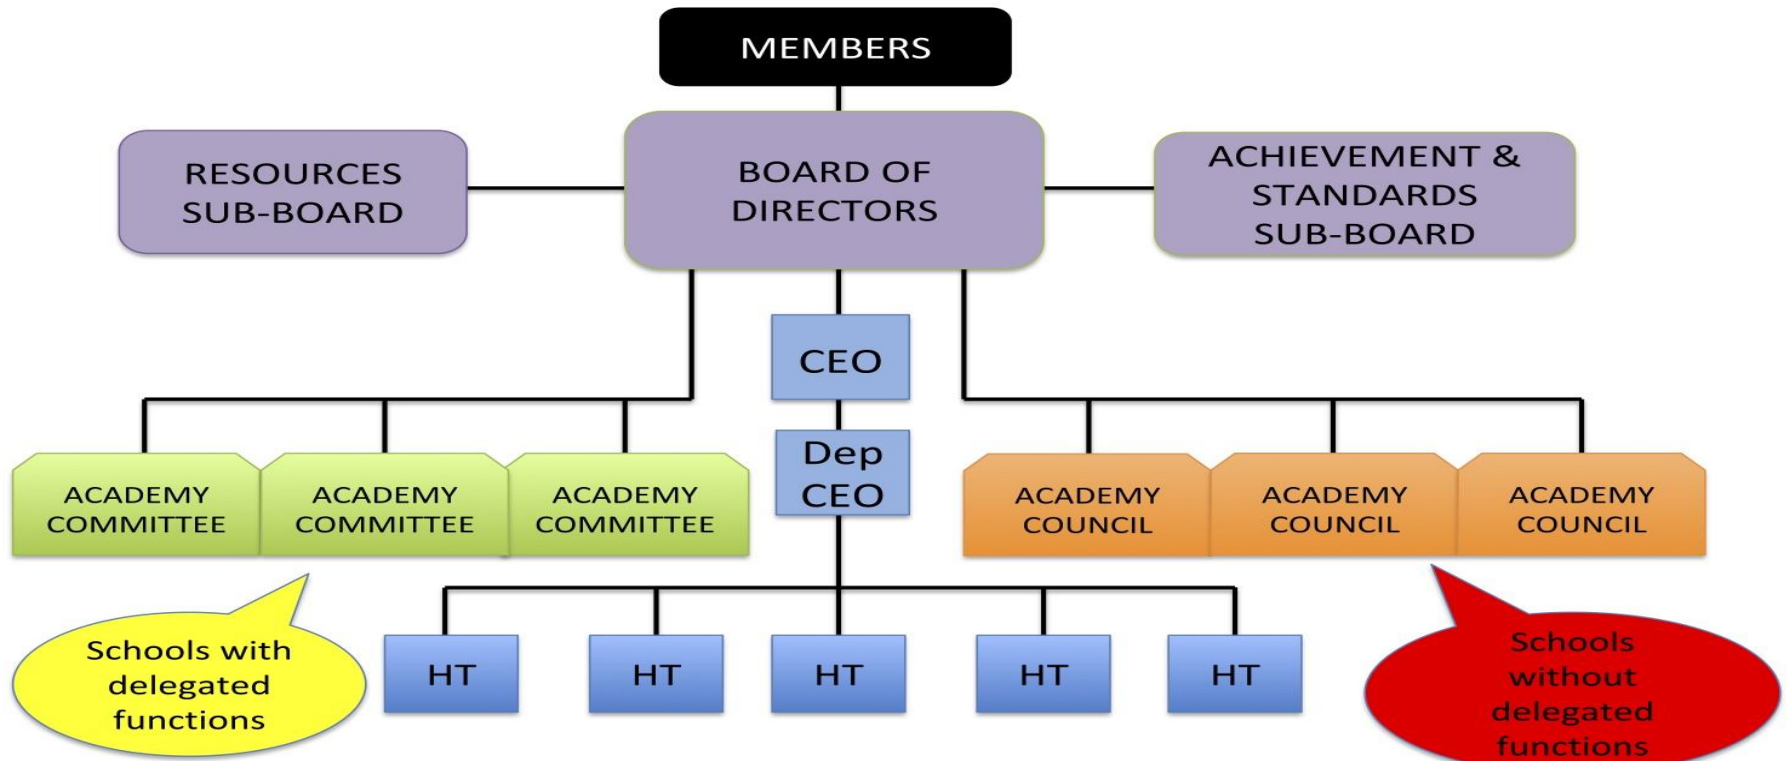 MEMBERS
RESOURCES
SUB-BOARD
BOARD OF
DIRECTORS
ACHIEVEMENT &
STANDARDS
SUB-BOARD
CEO
Dep
CEO
ACADEMY
COMMITTEE
ACADEMY
COMMITTEE
ACADEMY
COMMITTEE
ACADEMY
COUNCIL
ACADEMY
COUNCIL
ACADEMY
COUNCIL
Schools with
delegated
functions
HT
HT
HT
HT
HT
Schools
without
delegated
functions